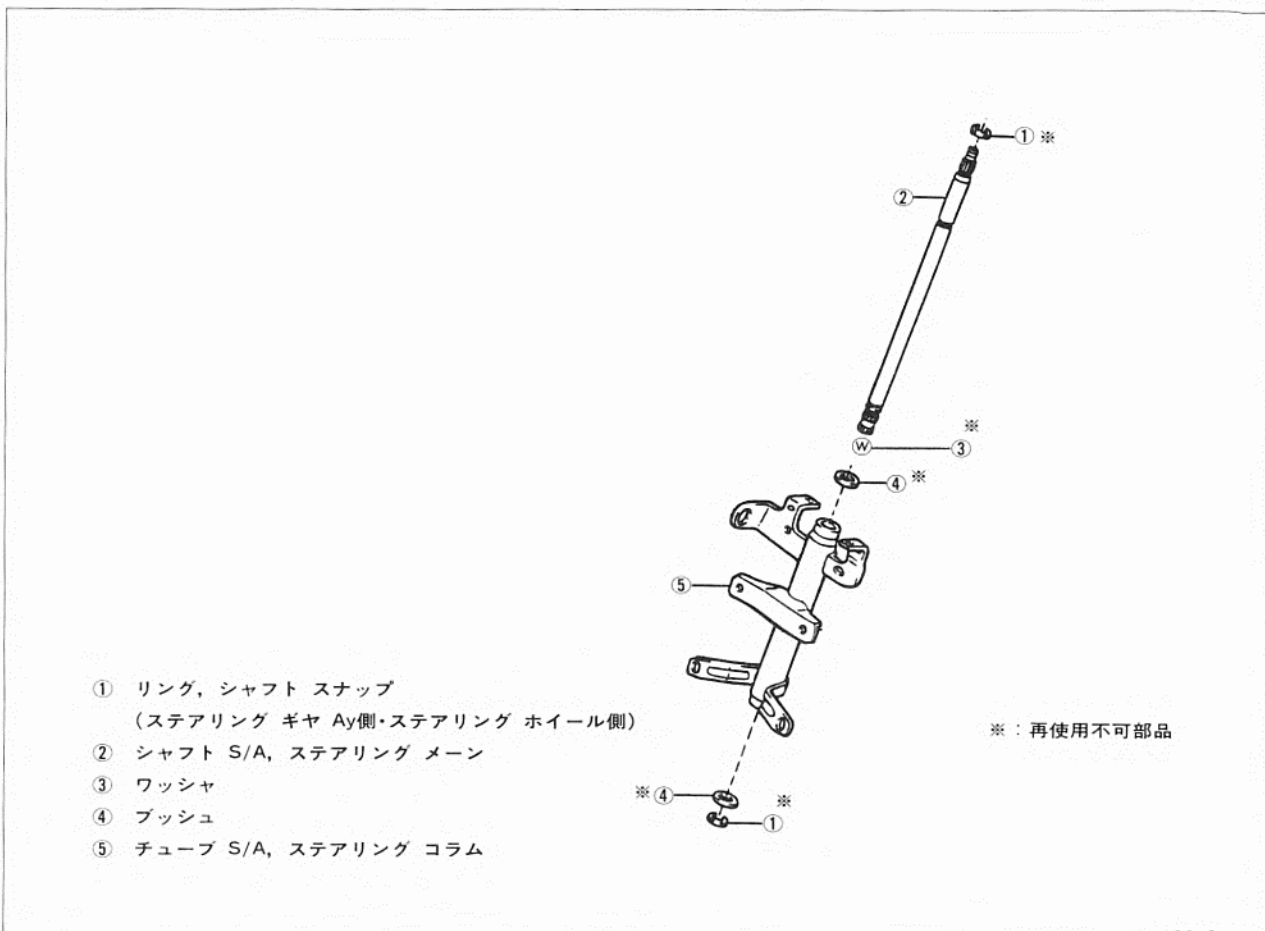 ① ※
②
※
Ⓦ ③
④ ※
⑤
① リング, シャフト スナップ
(ステアリング ギヤ Ay側・ステアリング ホイール側)
② シャフト S/A, ステアリング メーン
③ ワッシャ
④ ブッシュ
⑤ チューブ S/A, ステアリング コラム
※ : 再使用不可部品
※ ④ ※
①